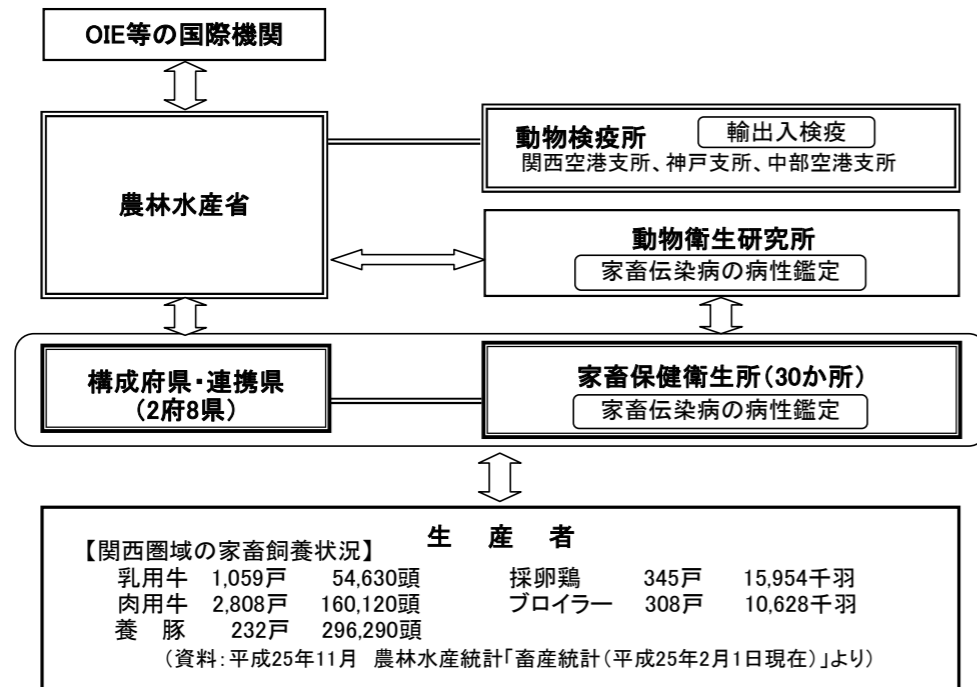 OIE等の国際機関
農林水産省
動物検疫所 輸出入検疫
関西空港支所、神戸支所、中部空港支所
動物衛生研究所
家畜伝染病の病性鑑定
構成府県・連携県
(2府8県)
家畜保健衛生所(30か所)
家畜伝染病の病性鑑定
生 産 者
【関西圏域の家畜飼養状況】
乳用牛 1,059戸 54,630頭 採卵鶏 345戸 15,954千羽
肉用牛 2,808戸 160,120頭 ブロイラー 308戸 10,628千羽
養 豚 232戸 296,290頭
(資料:平成25年11月 農林水産統計「畜産統計(平成25年2月1日現在)」より)